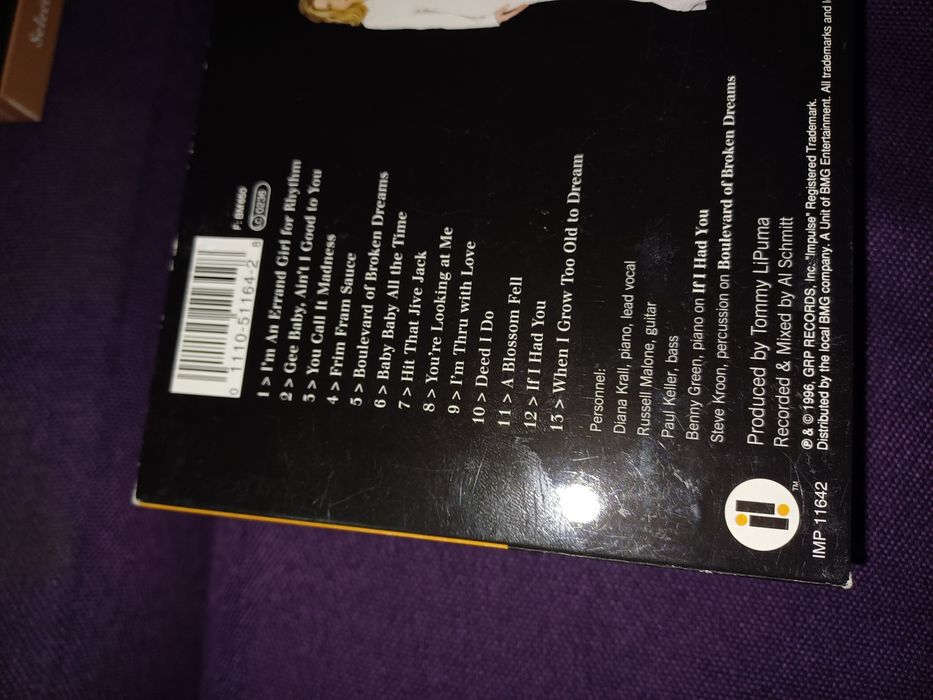 Selec
P: BM650
LC 0236
0 1110-51164-2 8
1 > I'm An Errand Girl for Rhythm
2 > Gee Baby, Ain't I Good to You
3 > You Call It Madness
4 > Frim Fram Sauce
5 > Boulevard of Broken Dreams
6 > Baby Baby All the Time
7 > Hit That Jive Jack
8 > You're Looking at Me
9 > I'm Thru with Love
10 > Deed I Do
11 > A Blossom Fell
12 > If I Had You
13 > When I Grow Too Old to Dream
Personnel:
Diana Krall, piano, lead vocal
Russell Malone, guitar
Paul Keller, bass
Benny Green, piano on If I Had You
Steve Kroon, percussion on Boulevard of Broken Dreams
Produced by Tommy LiPuma
Recorded & Mixed by Al Schmitt
℗ & © 1996, GRP RECORDS, Inc. "Impulse" Registered Trademark.
Distributed by the local BMG company. A Unit of BMG Entertainment. All trademarks and l
i!
TM
IMP 11642